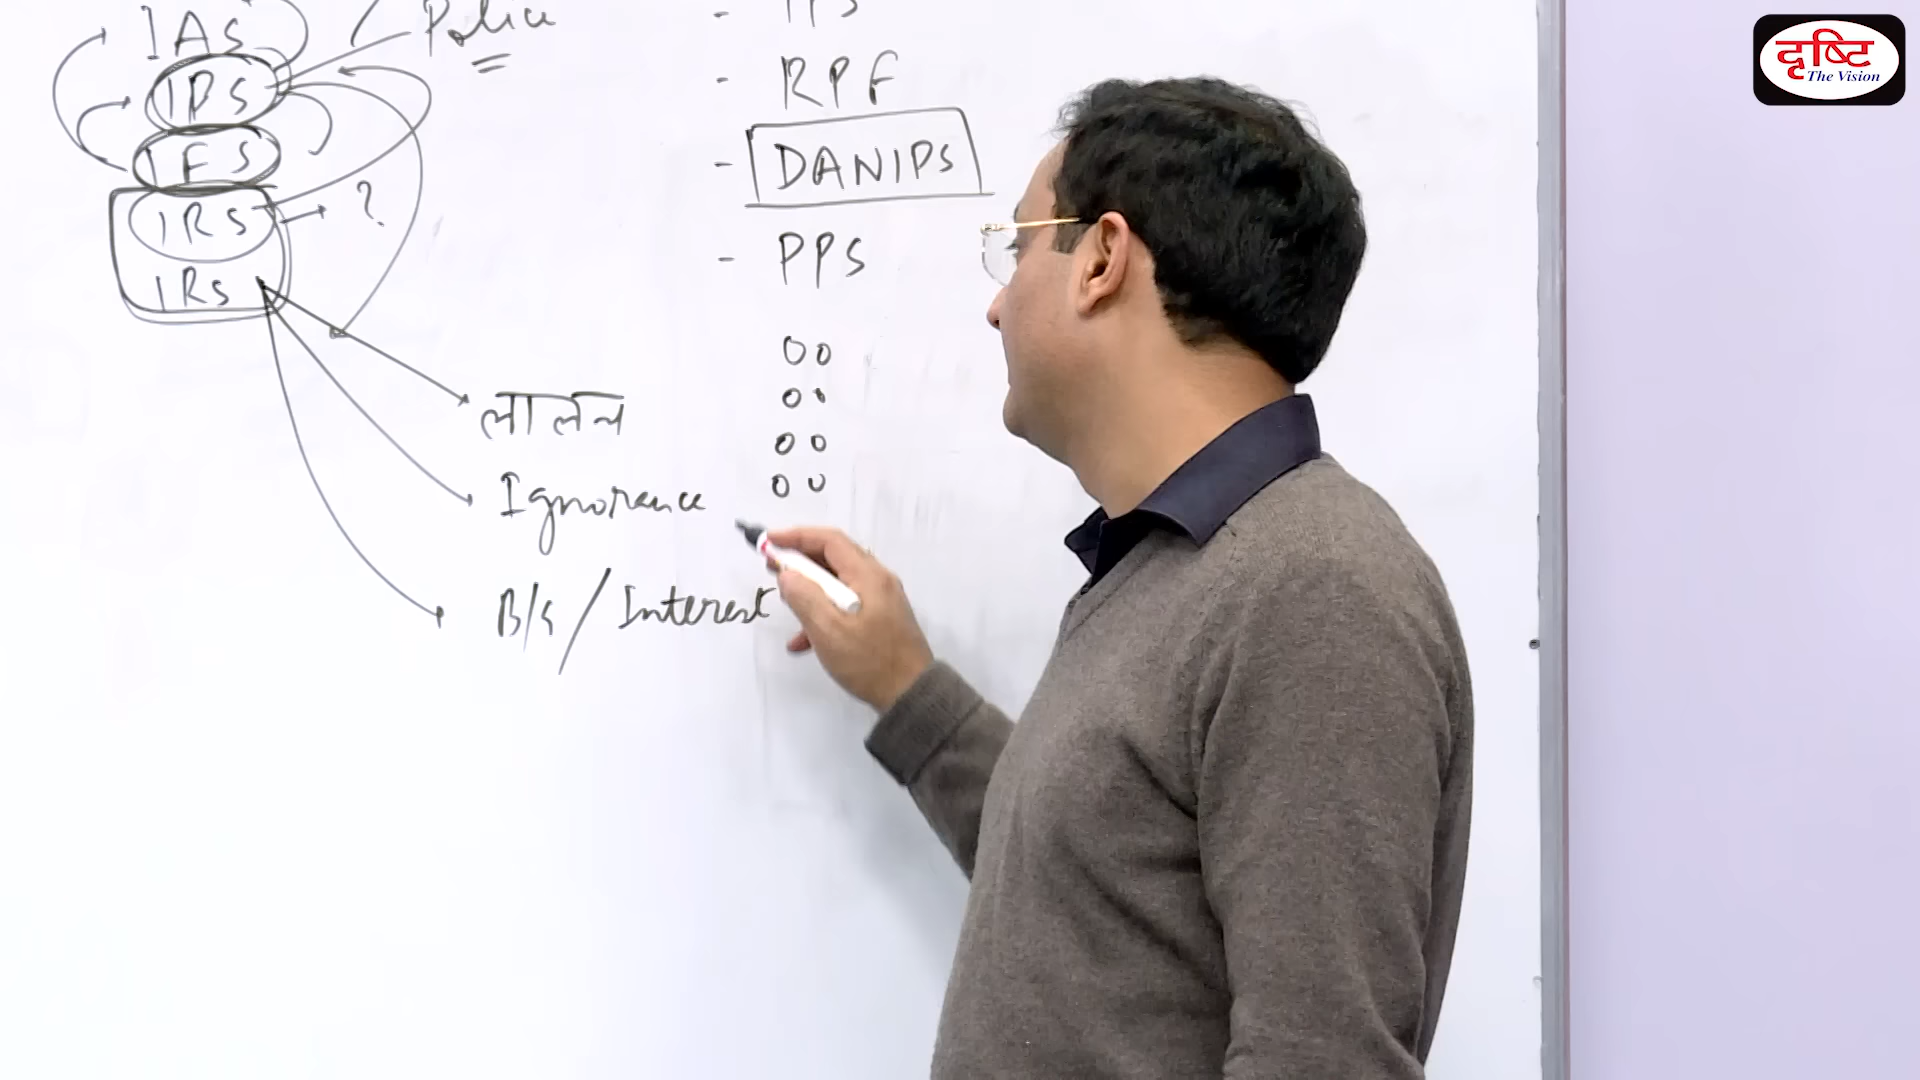 IAS
IPS
IFS
IRS → ?
IRS
Police
- RPF
- DANIPS
- PPS
लालच
Ignorance
B/G / Interest
दृष्टि
The Vision